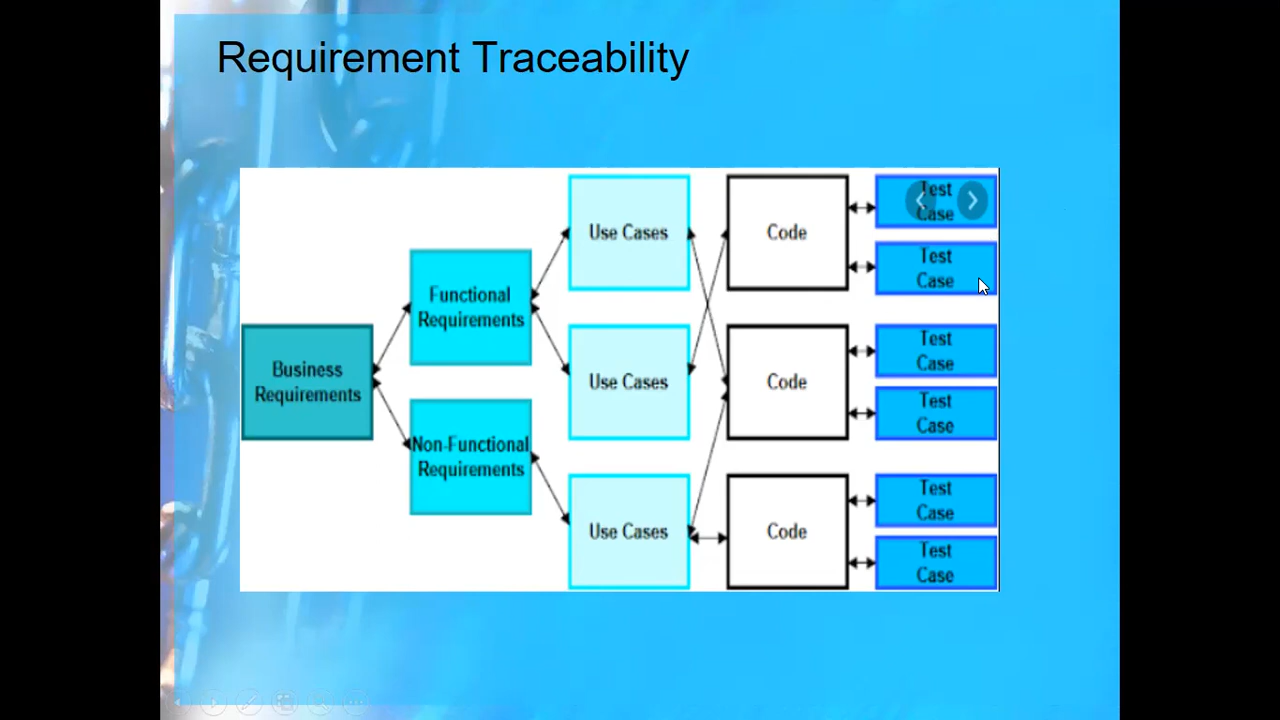 Requirement Traceability
Business
Requirements
Functional
Requirements
Non-Functional
Requirements
Use Cases
Use Cases
Use Cases
Code
Code
Code
Test
Case
Test
Case
Test
Case
Test
Case
Test
Case
Test
Case